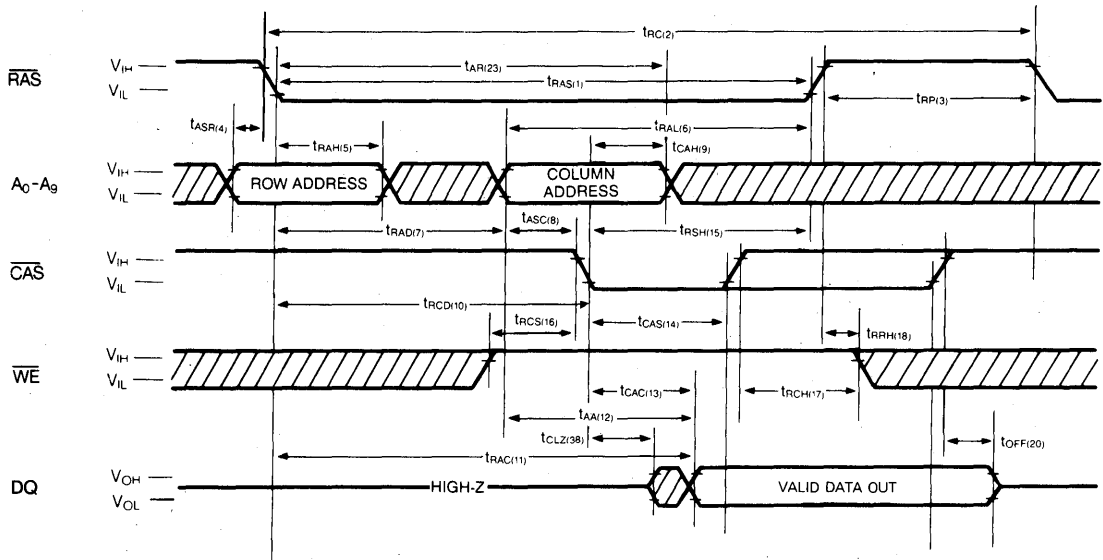 tRC(2)
RAS
VIH
VIL
tAR(23)
tRAS(1)
tRP(3)
tASR(4)
tRAH(5)
tRAL(6)
tCAH(9)
A0-A9
VIH
VIL
ROW ADDRESS
COLUMN
ADDRESS
tRAD(7)
tASC(8)
tRSH(15)
CAS
VIH
VIL
tRCD(10)
tRCS(16)
tCAS(14)
tRRH(18)
WE
VIH
VIL
tCAC(13)
tRCH(17)
tAA(12)
tCLZ(38)
tOFF(20)
tRAC(11)
DQ
VOH
VOL
HIGH-Z
VALID DATA OUT